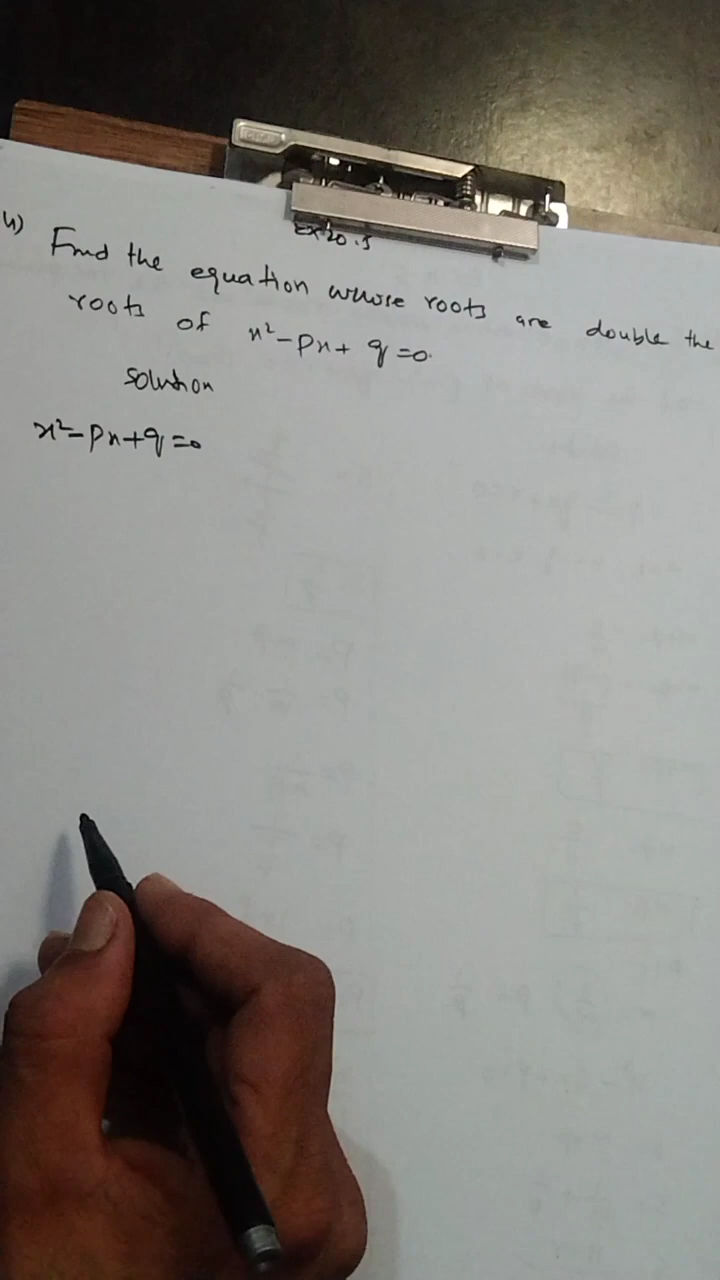 Ex 20.5
4) Find the equation whose roots are double the
roots of x²-px+q=0.
solution
x²-px+q=0